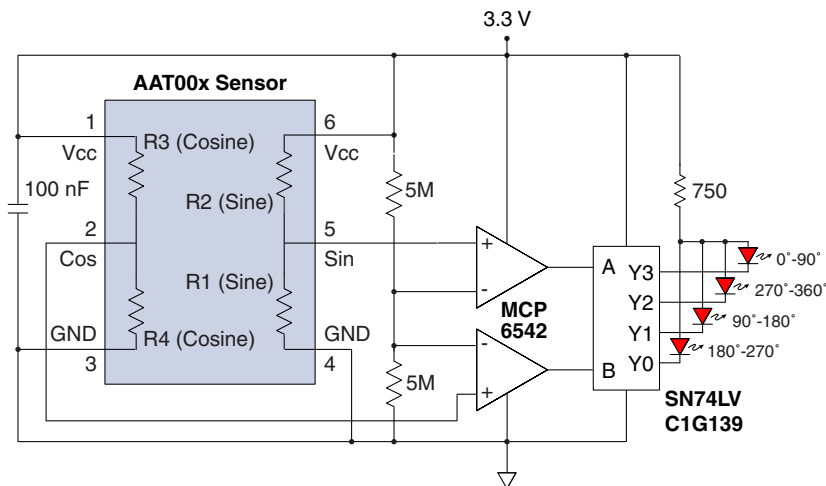 3.3 V
AAT00x Sensor
1
Vcc
R3 (Cosine)
6
Vcc
100 nF
R2 (Sine)
5M
750
2
Cos
5
Sin
R1 (Sine)
+
-
A
Y3
0°-90°
Y2
270°-360°
MCP
6542
Y1
90°-180°
GND
3
R4 (Cosine)
GND
4
-
+
5M
B
Y0
180°-270°
SN74LV
C1G139